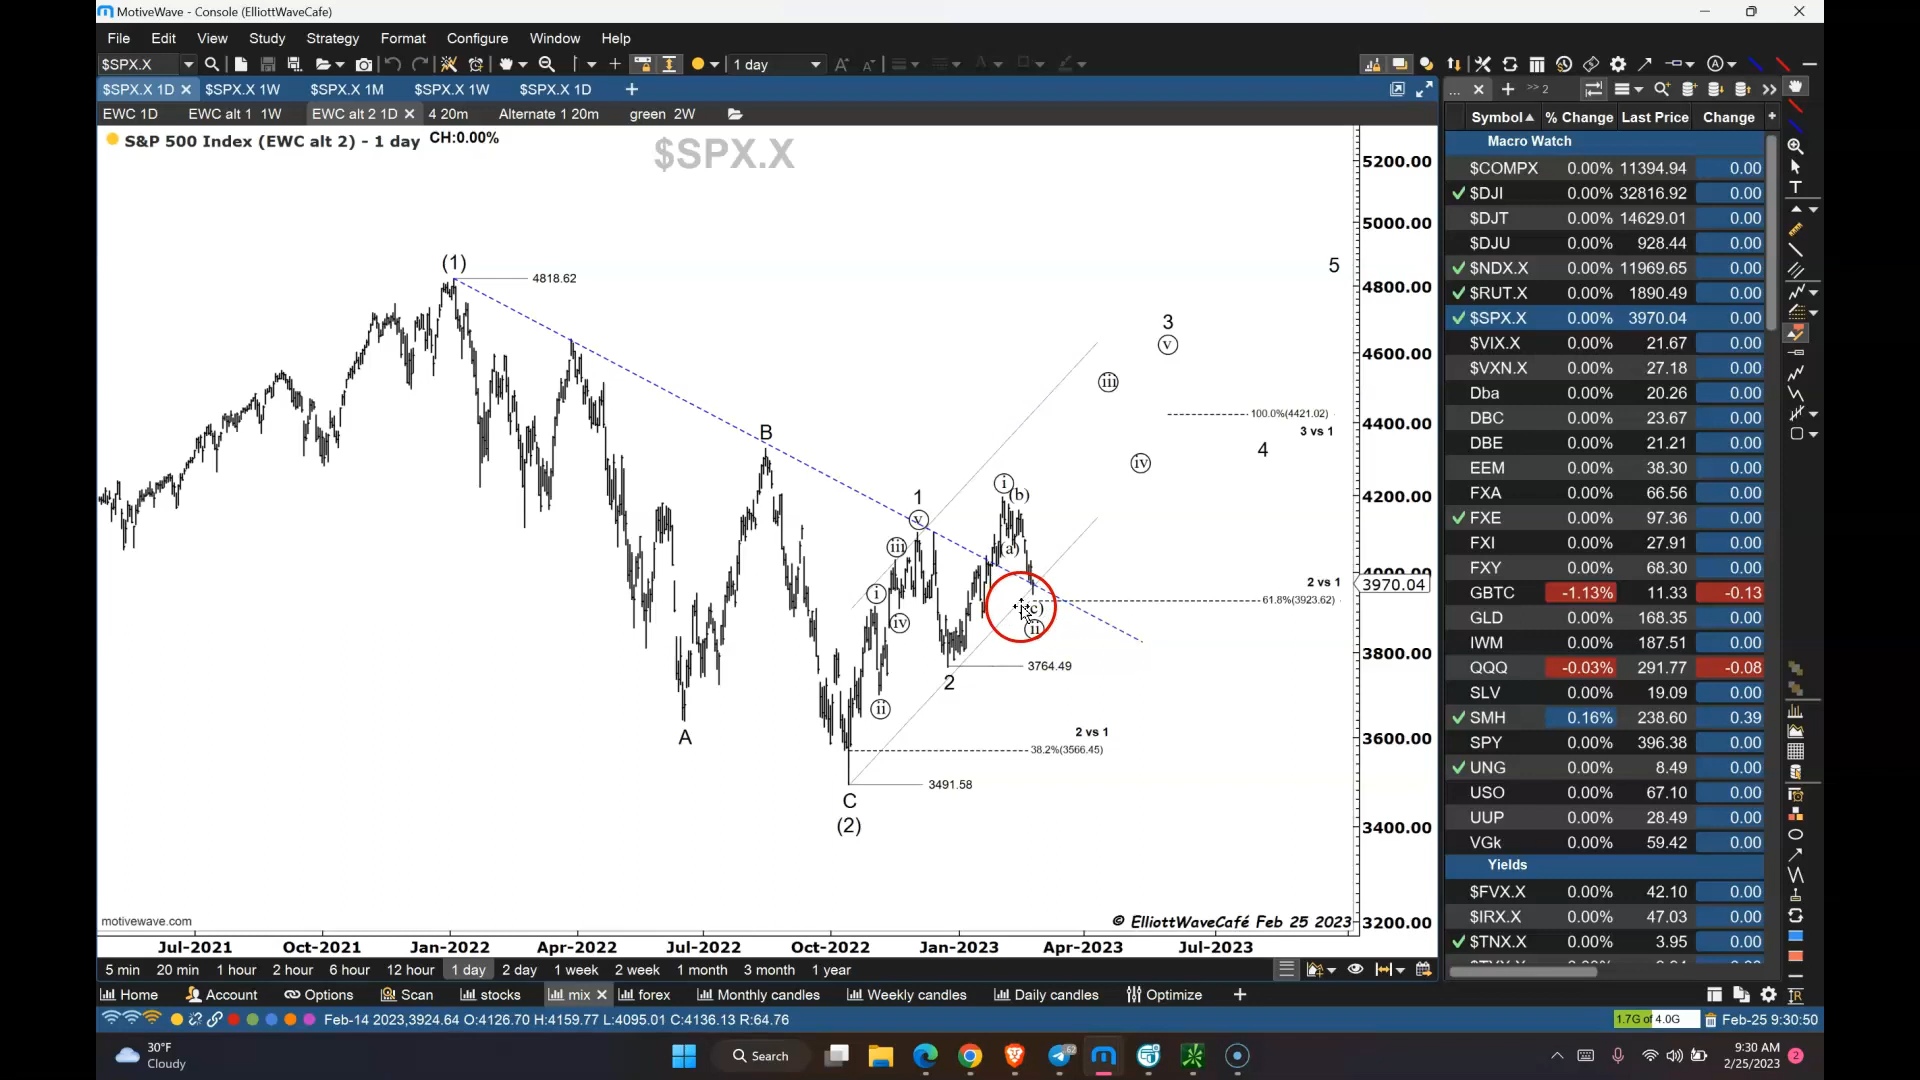 MotiveWave - Console (ElliottWaveCafe)
File Edit View Study Strategy Format Configure Window Help
$SPX.X 1 day
$SPX.X 1D $SPX.X 1W $SPX.X 1M $SPX.X 1W $SPX.X 1D
EWC 1D EWC alt 1 1W EWC alt 2 1D 4 20m Alternate 1 20m green 2W
S&P 500 Index (EWC alt 2) - 1 day CH:0.00%
$SPX.X
5200.00
5000.00
4800.00
4600.00
4400.00
4200.00
3970.04
3800.00
3600.00
3400.00
3200.00
(1)
4818.62
5
3
ⓥ
ⓘⓘⓘ
100.0%(4421.02)
3 vs 1
B
4
iv
1
v
i
(b)
iii
(a)
i
iv
2 vs 1
61.8%(3923.62)
c)
ii
3764.49
2
ii
A
2 vs 1
38.2%(3566.45)
3491.58
C
(2)
motivewave.com
© ElliottWaveCafé Feb 25 2023
Jul-2021 Oct-2021 Jan-2022 Apr-2022 Jul-2022 Oct-2022 Jan-2023 Apr-2023 Jul-2023
5 min 20 min 1 hour 2 hour 6 hour 12 hour 1 day 2 day 1 week 2 week 1 month 3 month 1 year
Home Account Options Scan stocks mix forex Monthly candles Weekly candles Daily candles Optimize
Feb-14 2023,3924.64 O:4126.70 H:4159.77 L:4095.01 C:4136.13 R:64.76
1.7G of 4.0G Feb-25 9:30:50
... >> 2
Symbol % Change Last Price Change
Macro Watch
$COMPX 0.00% 11394.94 0.00
$DJI 0.00% 32816.92 0.00
$DJT 0.00% 14629.01 0.00
$DJU 0.00% 928.44 0.00
$NDX.X 0.00% 11969.65 0.00
$RUT.X 0.00% 1890.49 0.00
$SPX.X 0.00% 3970.04 0.00
$VIX.X 0.00% 21.67 0.00
$VXN.X 0.00% 27.18 0.00
Dba 0.00% 20.26 0.00
DBC 0.00% 23.67 0.00
DBE 0.00% 21.21 0.00
EEM 0.00% 38.30 0.00
FXA 0.00% 66.56 0.00
FXE 0.00% 97.36 0.00
FXI 0.00% 27.91 0.00
FXY 0.00% 68.30 0.00
GBTC -1.13% 11.33 -0.13
GLD 0.00% 168.35 0.00
IWM 0.00% 187.51 0.00
QQQ -0.03% 291.77 -0.08
SLV 0.00% 19.09 0.00
SMH 0.16% 238.60 0.39
SPY 0.00% 396.38 0.00
UNG 0.00% 8.49 0.00
USO 0.00% 67.10 0.00
UUP 0.00% 28.49 0.00
VGk 0.00% 59.42 0.00
Yields
$FVX.X 0.00% 42.10 0.00
$IRX.X 0.00% 47.03 0.00
$TNX.X 0.00% 3.95 0.00
30°F
Cloudy
Search
62
9:30 AM
2/25/2023
2